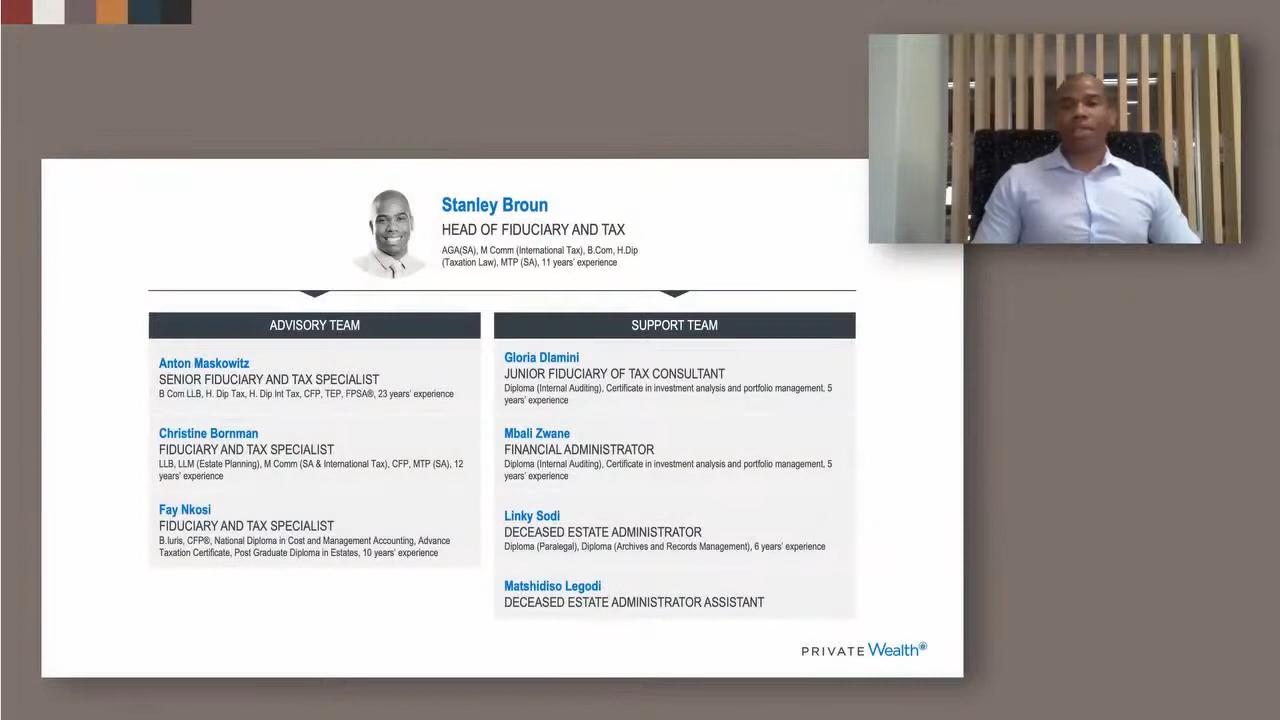 Stanley Broun
HEAD OF FIDUCIARY AND TAX
AGA(SA), M Comm (International Tax), B.Com, H.Dip
(Taxation Law), MTP (SA), 11 years' experience
ADVISORY TEAM
Anton Maskowitz
SENIOR FIDUCIARY AND TAX SPECIALIST
B Com LLB, H. Dip Tax, H. Dip Int Tax, CFP, TEP, FPSA®, 23 years' experience
Christine Bornman
FIDUCIARY AND TAX SPECIALIST
LLB, LLM (Estate Planning), M Comm (SA & International Tax), CFP, MTP (SA), 12
years' experience
Fay Nkosi
FIDUCIARY AND TAX SPECIALIST
B.Iuris, CFP®, National Diploma in Cost and Management Accounting, Advance
Taxation Certificate, Post Graduate Diploma in Estates, 10 years' experience
SUPPORT TEAM
Gloria Dlamini
JUNIOR FIDUCIARY OF TAX CONSULTANT
Diploma (Internal Auditing), Certificate in investment analysis and portfolio management, 5
years' experience
Mbali Zwane
FINANCIAL ADMINISTRATOR
Diploma (Internal Auditing), Certificate in investment analysis and portfolio management, 5
years' experience
Linky Sodi
DECEASED ESTATE ADMINISTRATOR
Diploma (Paralegal), Diploma (Archives and Records Management), 6 years' experience
Matshidiso Legodi
DECEASED ESTATE ADMINISTRATOR ASSISTANT
PRIVATE Wealth